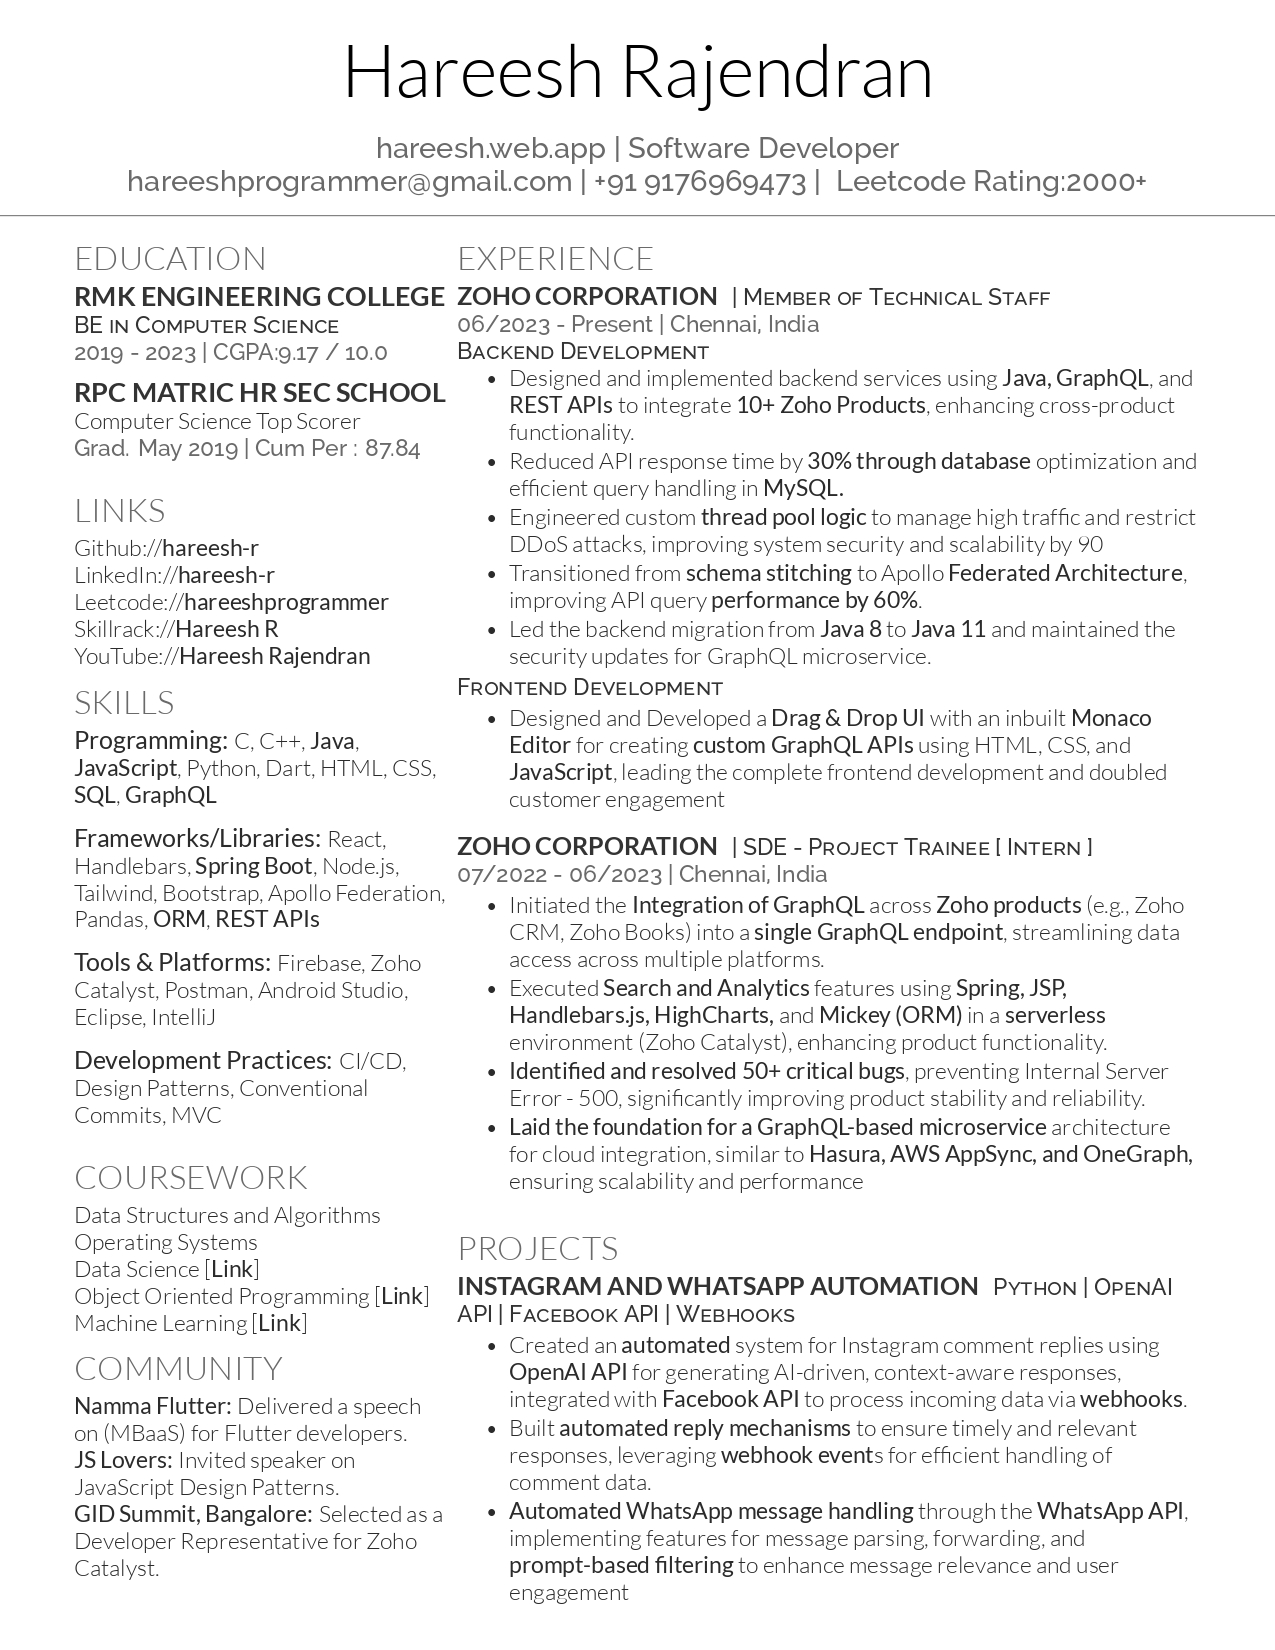 Hareesh Rajendran
hareesh.web.app | Software Developer
hareeshprogrammer@gmail.com | +91 9176969473 | Leetcode Rating:2000+
EDUCATION
RMK ENGINEERING COLLEGE
BE in Computer Science
2019 - 2023 | CGPA:9.17 / 10.0
RPC MATRIC HR SEC SCHOOL
Computer Science Top Scorer
Grad. May 2019 | Cum Per : 87.84
LINKS
Github://hareesh-r
LinkedIn://hareesh-r
Leetcode://hareeshprogrammer
Skillrack://Hareesh R
YouTube://Hareesh Rajendran
SKILLS
Programming: C, C++, Java,
JavaScript, Python, Dart, HTML, CSS,
SQL, GraphQL
Frameworks/Libraries: React,
Handlebars, Spring Boot, Node.js,
Tailwind, Bootstrap, Apollo Federation,
Pandas, ORM, REST APIs
Tools & Platforms: Firebase, Zoho
Catalyst, Postman, Android Studio,
Eclipse, IntelliJ
Development Practices: CI/CD,
Design Patterns, Conventional
Commits, MVC
COURSEWORK
Data Structures and Algorithms
Operating Systems
Data Science [Link]
Object Oriented Programming [Link]
Machine Learning [Link]
COMMUNITY
Namma Flutter: Delivered a speech
on (MBaaS) for Flutter developers.
JS Lovers: Invited speaker on
JavaScript Design Patterns.
GID Summit, Bangalore: Selected as a
Developer Representative for Zoho
Catalyst.
EXPERIENCE
ZOHO CORPORATION | Member of Technical Staff
06/2023 - Present | Chennai, India
Backend Development
• Designed and implemented backend services using Java, GraphQL, and
REST APIs to integrate 10+ Zoho Products, enhancing cross-product
functionality.
• Reduced API response time by 30% through database optimization and
efficient query handling in MySQL.
• Engineered custom thread pool logic to manage high traffic and restrict
DDoS attacks, improving system security and scalability by 90
• Transitioned from schema stitching to Apollo Federated Architecture,
improving API query performance by 60%.
• Led the backend migration from Java 8 to Java 11 and maintained the
security updates for GraphQL microservice.
Frontend Development
• Designed and Developed a Drag & Drop UI with an inbuilt Monaco
Editor for creating custom GraphQL APIs using HTML, CSS, and
JavaScript, leading the complete frontend development and doubled
customer engagement
ZOHO CORPORATION | SDE - Project Trainee [ Intern ]
07/2022 - 06/2023 | Chennai, India
• Initiated the Integration of GraphQL across Zoho products (e.g., Zoho
CRM, Zoho Books) into a single GraphQL endpoint, streamlining data
access across multiple platforms.
• Executed Search and Analytics features using Spring, JSP,
Handlebars.js, HighCharts, and Mickey (ORM) in a serverless
environment (Zoho Catalyst), enhancing product functionality.
• Identified and resolved 50+ critical bugs, preventing Internal Server
Error - 500, significantly improving product stability and reliability.
• Laid the foundation for a GraphQL-based microservice architecture
for cloud integration, similar to Hasura, AWS AppSync, and OneGraph,
ensuring scalability and performance
PROJECTS
INSTAGRAM AND WHATSAPP AUTOMATION Python | OpenAI
API | Facebook API | Webhooks
• Created an automated system for Instagram comment replies using
OpenAI API for generating AI-driven, context-aware responses,
integrated with Facebook API to process incoming data via webhooks.
• Built automated reply mechanisms to ensure timely and relevant
responses, leveraging webhook events for efficient handling of
comment data.
• Automated WhatsApp message handling through the WhatsApp API,
implementing features for message parsing, forwarding, and
prompt-based filtering to enhance message relevance and user
engagement